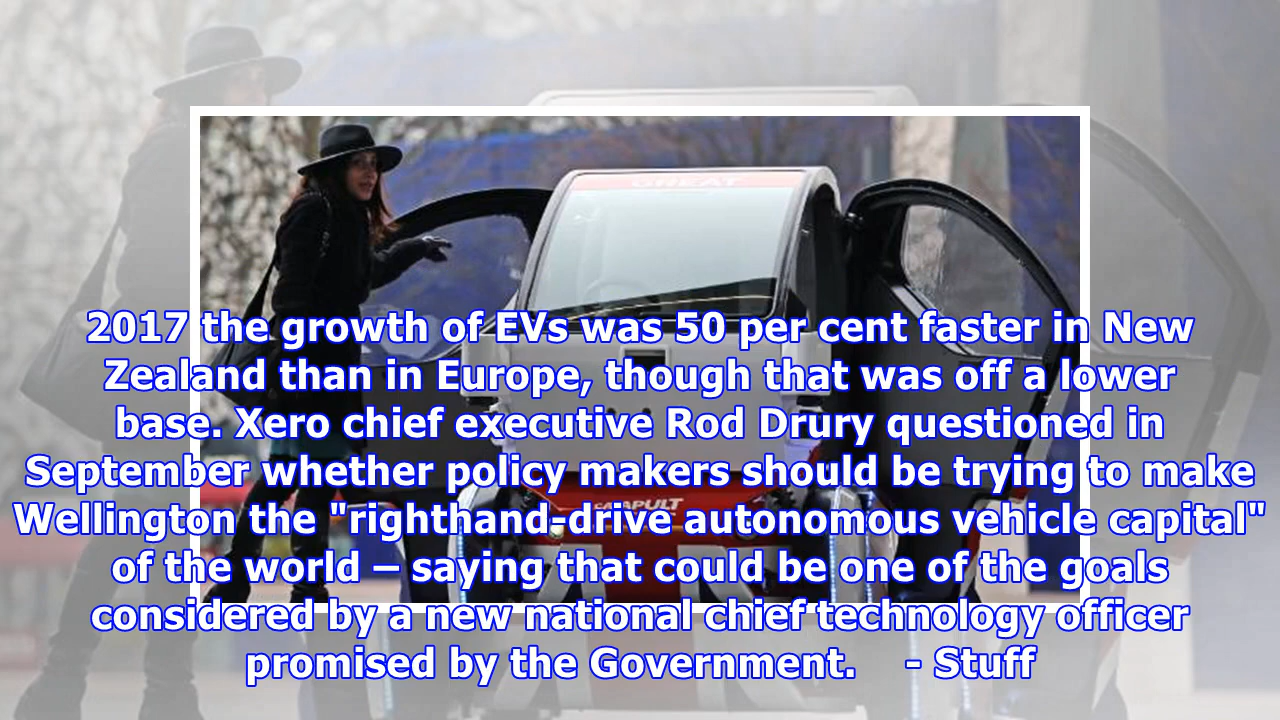 GREAT
2017 the growth of EVs was 50 per cent faster in New
Zealand than in Europe, though that was off a lower
base. Xero chief executive Rod Drury questioned in
September whether policy makers should be trying to make
CATAPULT
Wellington the "righthand-drive autonomous vehicle capital"
of the world – saying that could be one of the goals
considered by a new national chief technology officer
promised by the Government. - Stuff